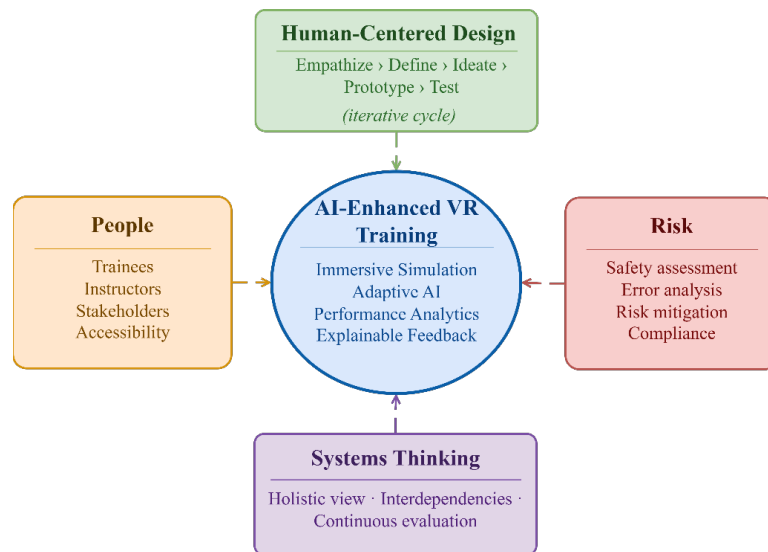 Human-Centered Design
Empathize › Define › Ideate ›
Prototype › Test
(iterative cycle)
People
Trainees
Instructors
Stakeholders
Accessibility
AI-Enhanced VR
Training
Immersive Simulation
Adaptive AI
Performance Analytics
Explainable Feedback
Risk
Safety assessment
Error analysis
Risk mitigation
Compliance
Systems Thinking
Holistic view · Interdependencies ·
Continuous evaluation